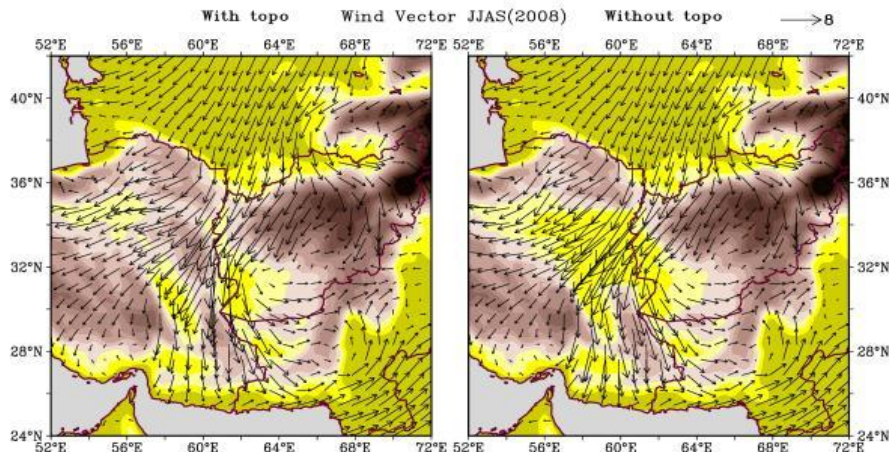 With topo Wind Vector JJAS(2008) Without topo 8
52°E 56°E 60°E 64°E 68°E 72°E 52°E 56°E 60°E 64°E 68°E 72°E
40°N 40°N
36°N 36°N
32°N 32°N
28°N 28°N
24°N 24°N
52°E 56°E 60°E 64°E 68°E 72°E 52°E 56°E 60°E 64°E 68°E 72°E